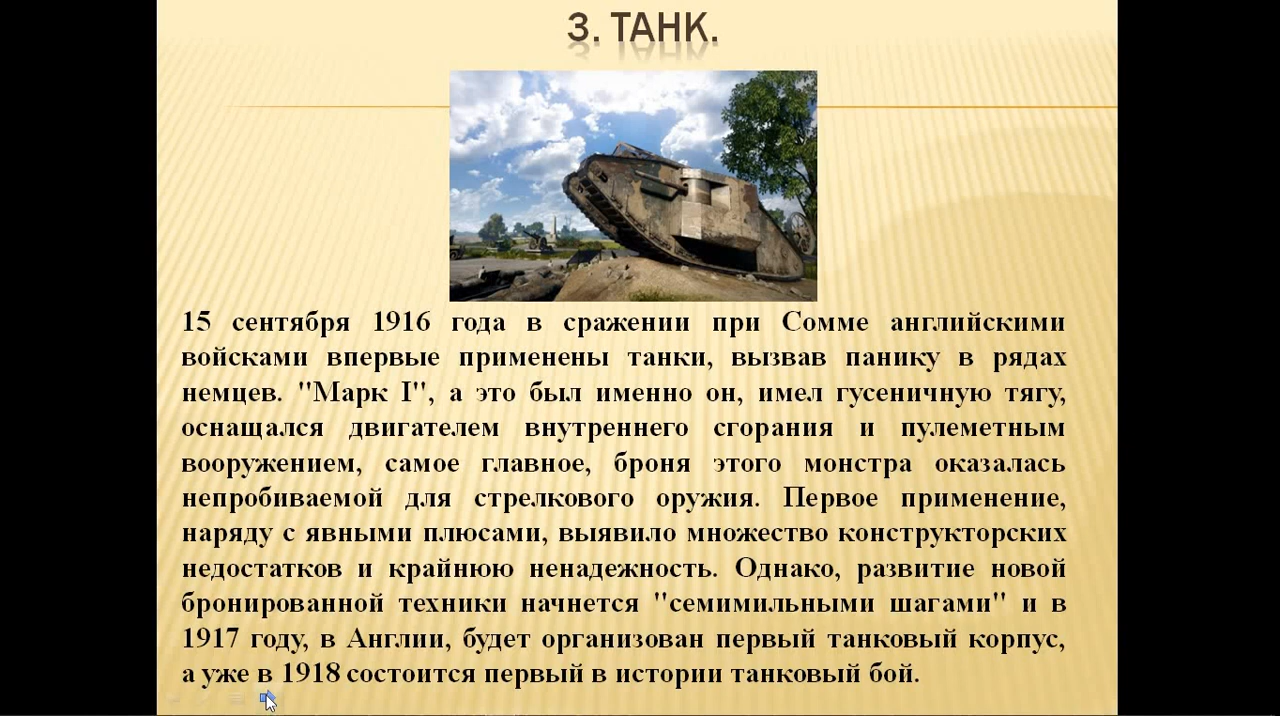 3. ТАНК.
15 сентября 1916 года в сражении при Сомме английскими
войсками впервые применены танки, вызвав панику в рядах
немцев. "Марк I", а это был именно он, имел гусеничную тягу,
оснащался двигателем внутреннего сгорания и пулеметным
вооружением, самое главное, броня этого монстра оказалась
непробиваемой для стрелкового оружия. Первое применение,
наряду с явными плюсами, выявило множество конструкторских
недостатков и крайнюю ненадежность. Однако, развитие новой
бронированной техники начнется "семимильными шагами" и в
1917 году, в Англии, будет организован первый танковый корпус,
а уже в 1918 состоится первый в истории танковый бой.